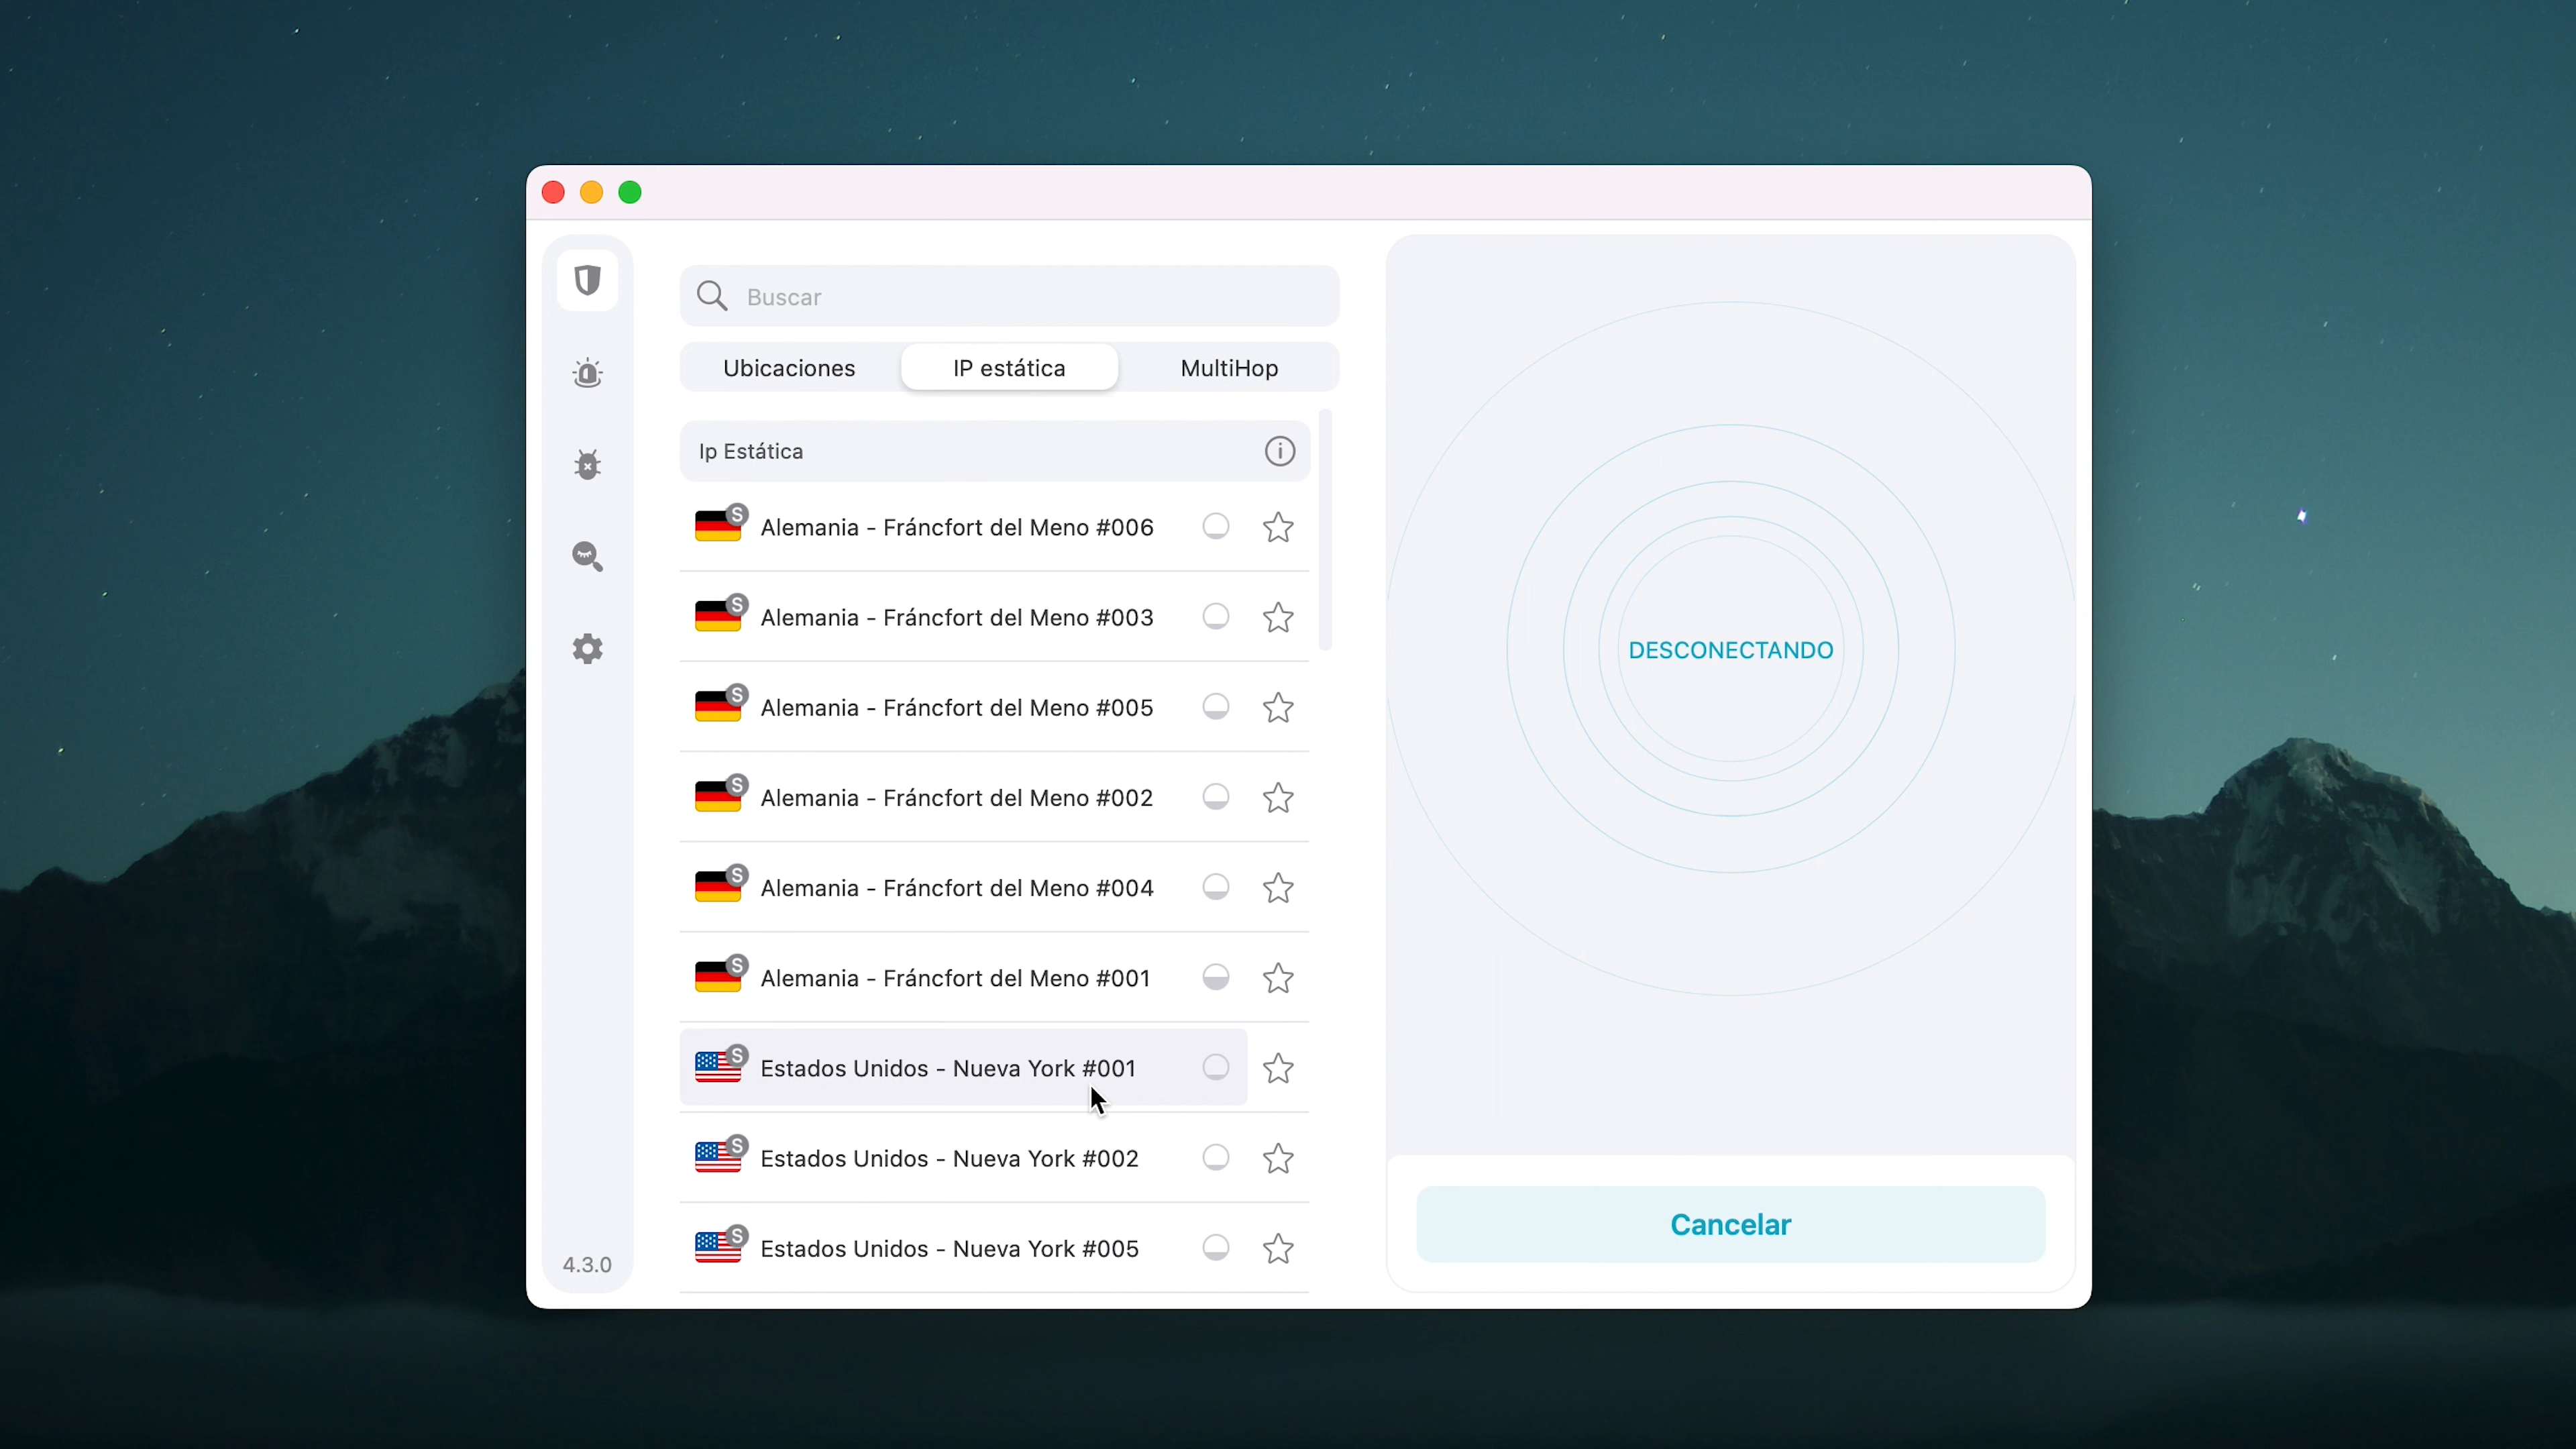 Buscar
Ubicaciones
IP estática
MultiHop
Ip Estática
S
Alemania - Fráncfort del Meno #006
S
Alemania - Fráncfort del Meno #003
S
Alemania - Fráncfort del Meno #005
S
Alemania - Fráncfort del Meno #002
S
Alemania - Fráncfort del Meno #004
S
Alemania - Fráncfort del Meno #001
S
Estados Unidos - Nueva York #001
S
Estados Unidos - Nueva York #002
S
Estados Unidos - Nueva York #005
4.3.0
DESCONECTANDO
Cancelar